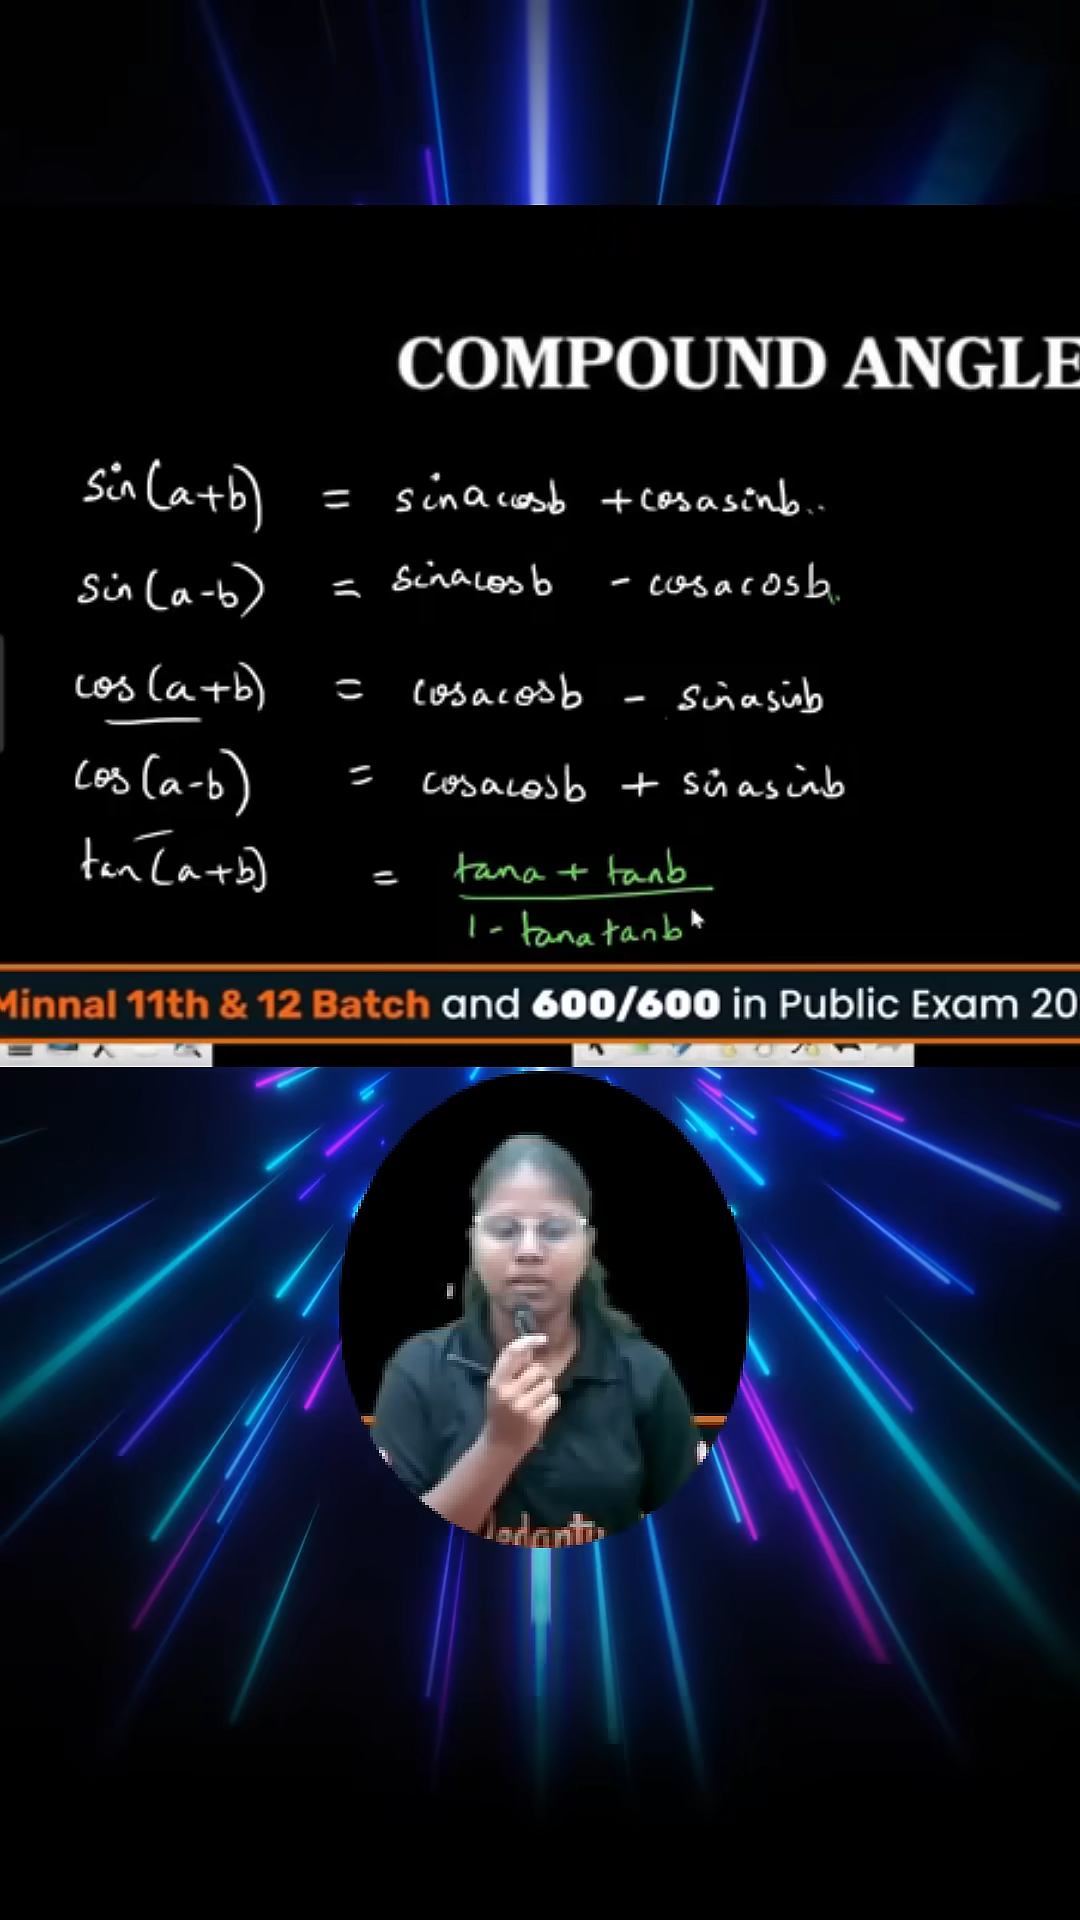 COMPOUND ANGLE
sin(a+b) = sinacosb +cosasinb..
sin(a-b) = sinacosb - cosacosb.
cos(a+b) = cosacosb - sinasinb
cos(a-b) = cosacosb + sinasinb
tan(a+b) = tana + tanb
1 - tanatanb
Minnal 11th & 12 Batch and 600/600 in Public Exam 20
Vedantu